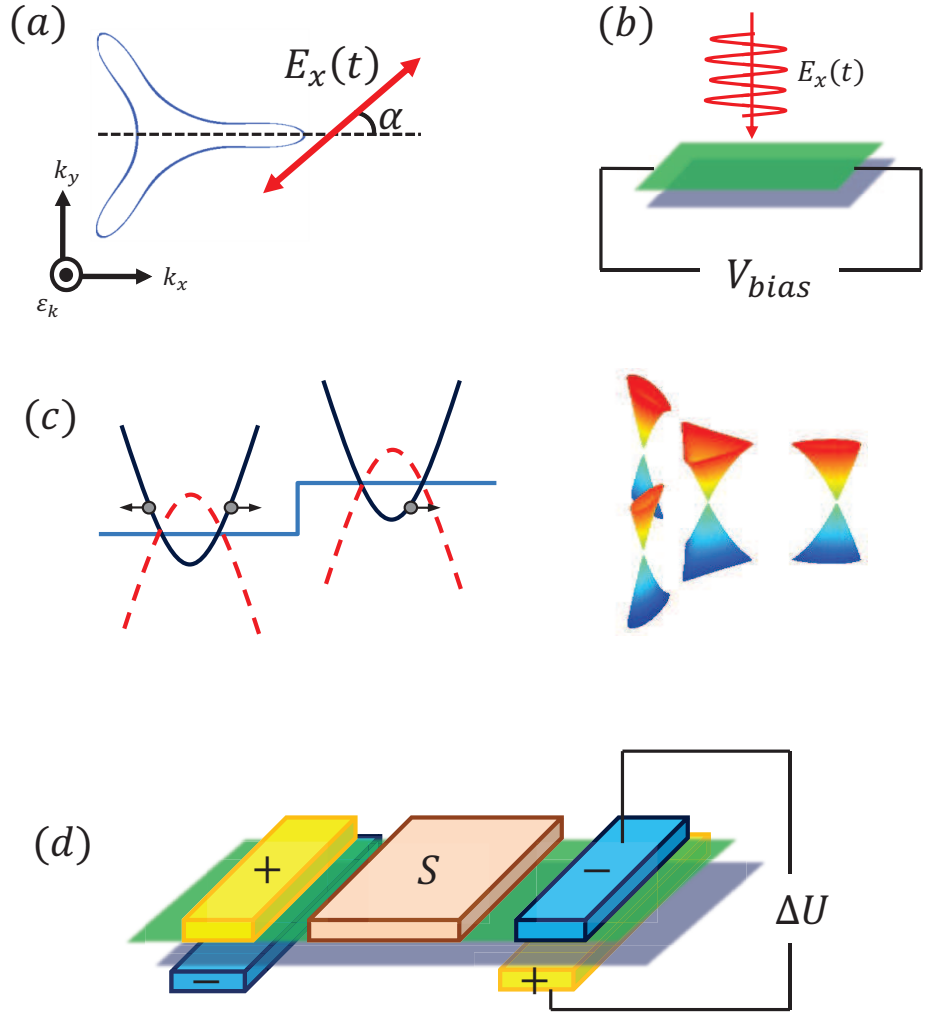 (a)
E_x(t)
α
k_y
k_x
ε_k
(b)
E_x(t)
V_bias
(c)
(d)
+
S
−
−
+
ΔU